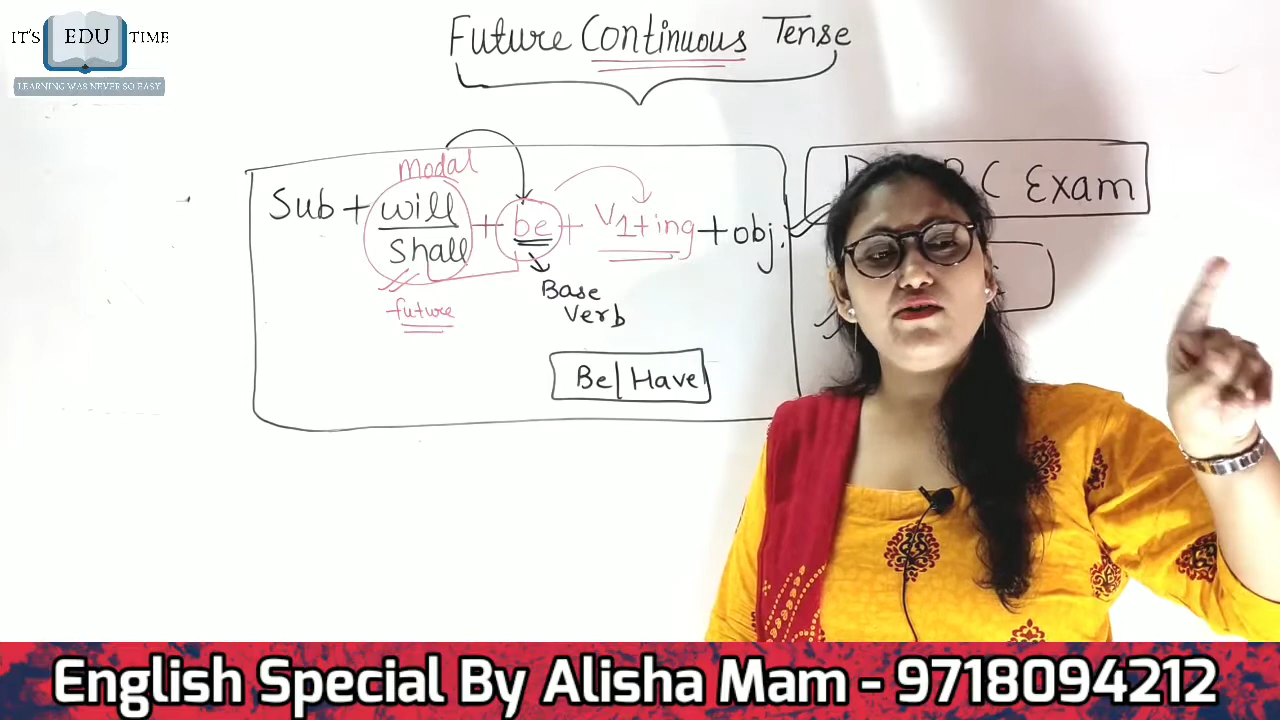 IT'S EDU TIME
LEARNING WAS NEVER SO EASY
Future Continuous Tense
Modal
Sub + will + be + V1+ing + obj.
shall
future
Base
Verb
Be | Have
Exam
English Special By Alisha Mam - 9718094212